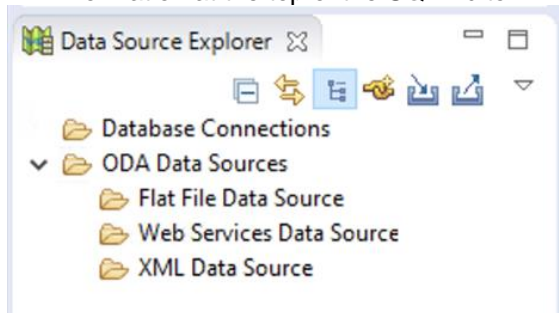 Data Source Explorer
Database Connections
ODA Data Sources
Flat File Data Source
Web Services Data Source
XML Data Source